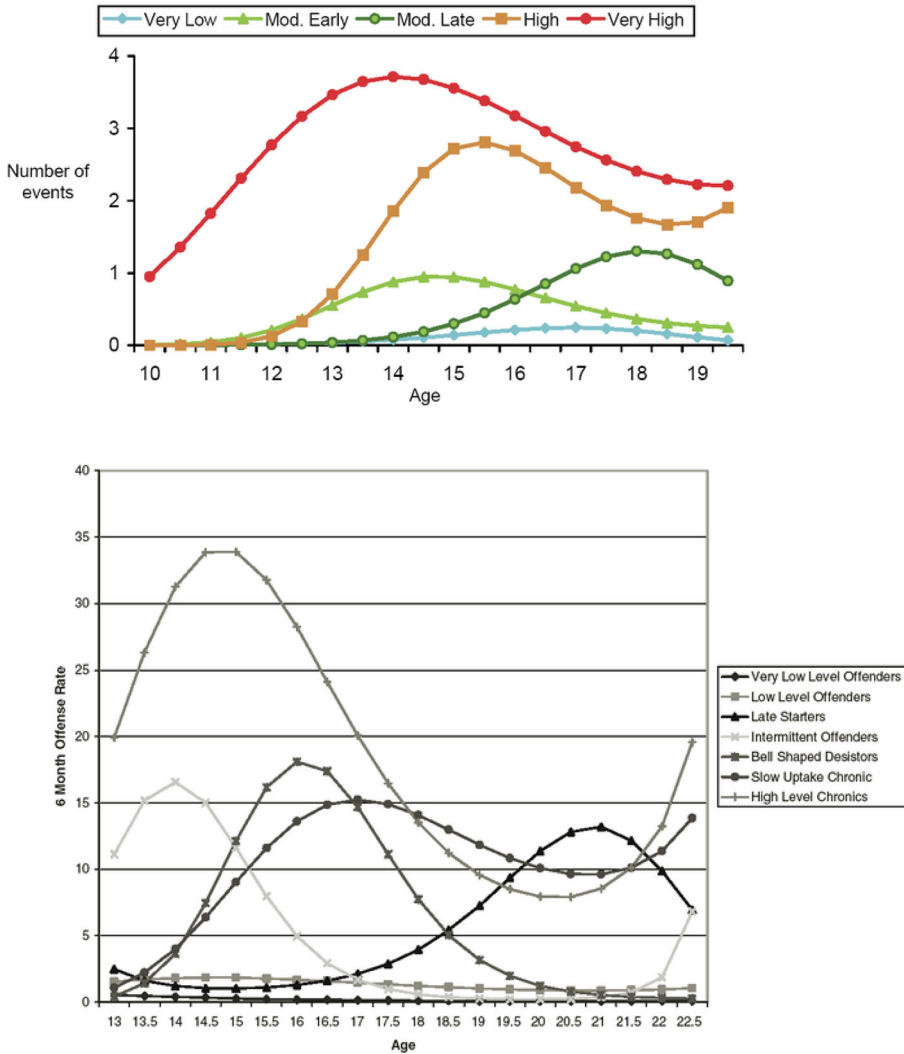 Very Low Mod. Early Mod. Late High Very High
4
3
Number of
events
2
1
0
10 11 12 13 14 15 16 17 18 19
Age
40
35
30
25
20
15
10
5
0
6 Month Offense Rate
13 13.5 14 14.5 15 15.5 16 16.5 17 17.5 18 18.5 19 19.5 20 20.5 21 21.5 22 22.5
Age
Very Low Level Offenders
Low Level Offenders
Late Starters
Intermittent Offenders
Bell Shaped Desistors
Slow Uptake Chronic
High Level Chronics